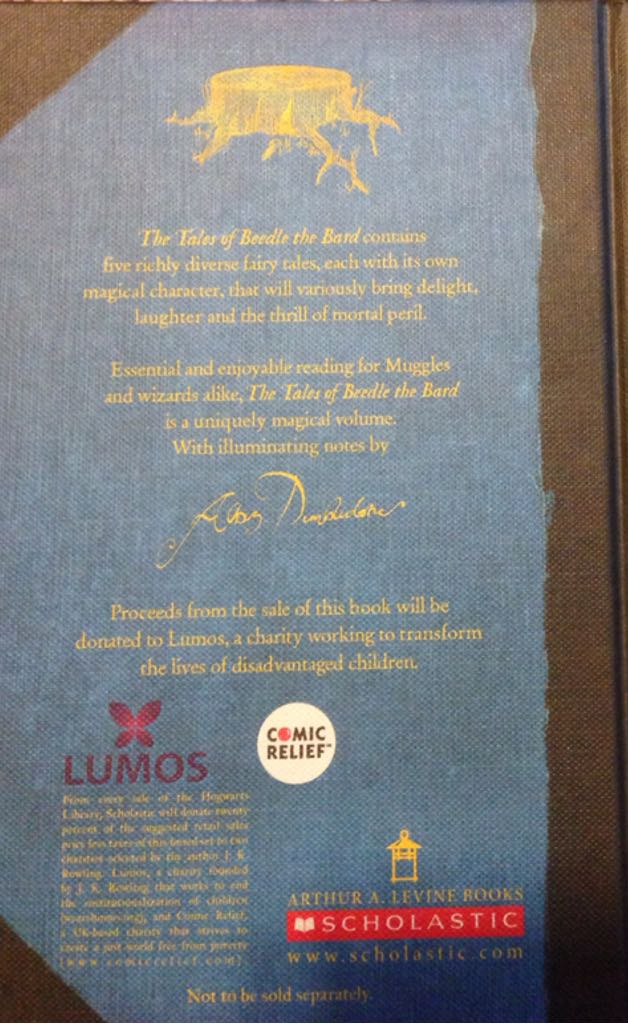 The Tales of Beedle the Bard contains
five richly diverse fairy tales, each with its own
magical character, that will variously bring delight,
laughter and the thrill of mortal peril.
Essential and enjoyable reading for Muggles
and wizards alike, The Tales of Beedle the Bard
is a uniquely magical volume.
With illuminating notes by
Albus Dumbledore
Proceeds from the sale of this book will be
donated to Lumos, a charity working to transform
the lives of disadvantaged children.
LUMOS
COMIC
RELIEF™
From every sale of the Hogwarts
Library, Scholastic will donate twenty
percent of the suggested retail sales
price less taxes of this boxed set to two
charities selected by the author J. K.
Rowling. Lumos, a charity founded
by J. K. Rowling that works to end
the institutionalization of children
(wearelumos.org), and Comic Relief,
a UK-based charity that strives to
create a just world free from poverty
(www.comicrelief.com).
ARTHUR A. LEVINE BOOKS
SCHOLASTIC
www.scholastic.com
Not to be sold separately.